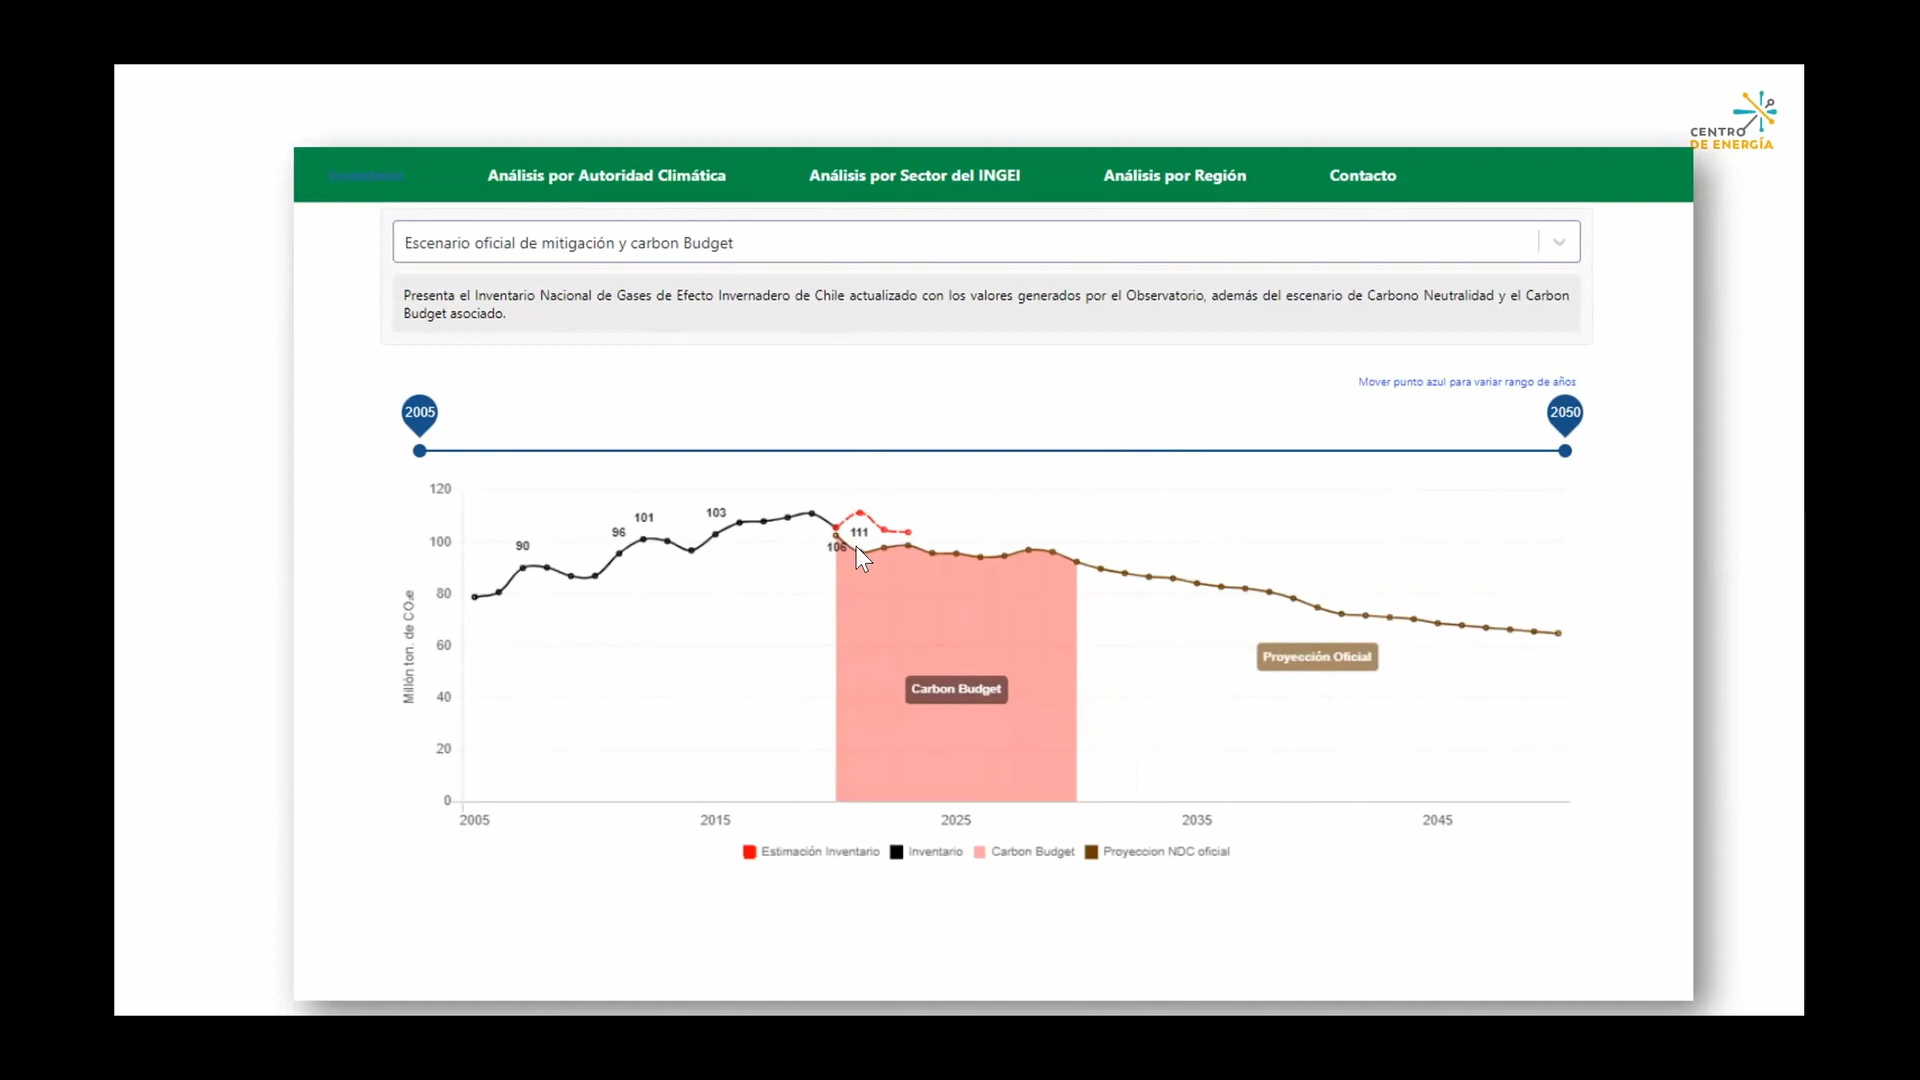 CENTRO
DE ENERGÍA
Análisis por Autoridad Climática
Análisis por Sector del INGEI
Análisis por Región
Contacto
Escenario oficial de mitigación y carbon Budget
Presenta el Inventario Nacional de Gases de Efecto Invernadero de Chile actualizado con los valores generados por el Observatorio, además del escenario de Carbono Neutralidad y el Carbon
Budget asociado.
Mover punto azul para variar rango de años
2005
2050
120
100
80
60
40
20
0
Millón ton. de CO₂e
90
96
101
103
106
111
Carbon Budget
Proyección Oficial
2005
2015
2025
2035
2045
Estimación Inventario
Inventario
Carbon Budget
Proyeccion NDC oficial